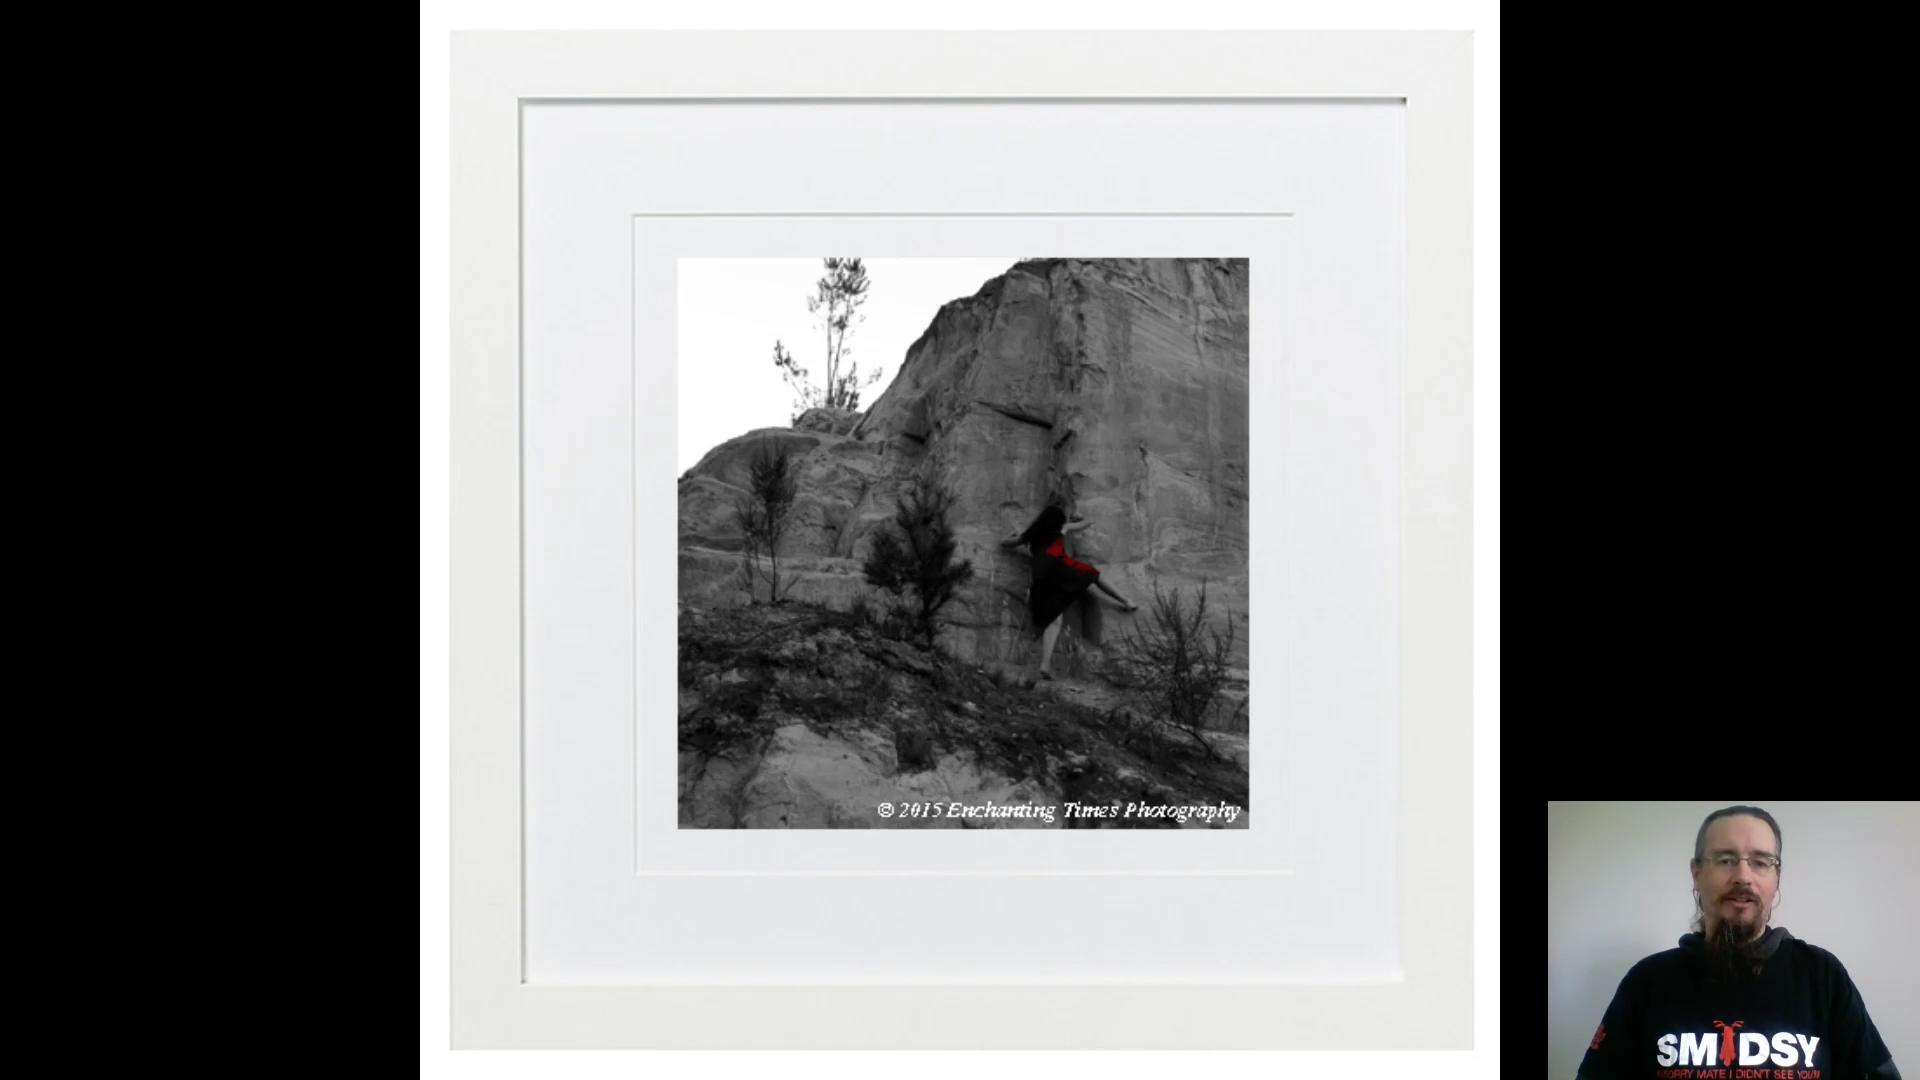 © 2015 Enchanting Times Photography
SMIDSY
SORRY MATE I DIDN'T SEE YOU!!